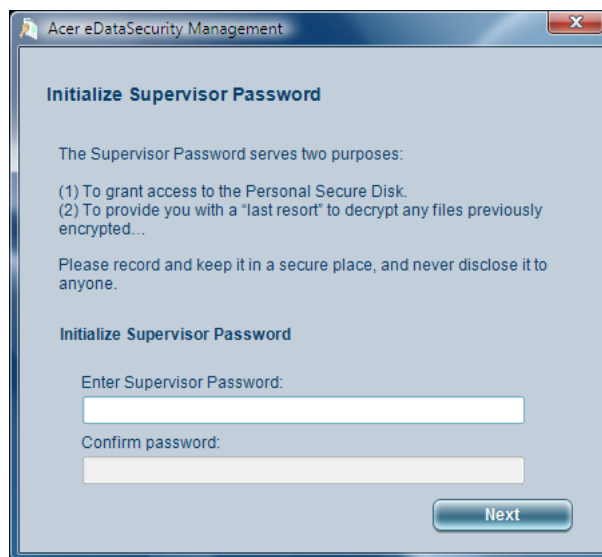 Acer eDataSecurity Management
Initialize Supervisor Password
The Supervisor Password serves two purposes:
(1) To grant access to the Personal Secure Disk.
(2) To provide you with a “last resort” to decrypt any files previously
encrypted...
Please record and keep it in a secure place, and never disclose it to
anyone.
Initialize Supervisor Password
Enter Supervisor Password:
Confirm password:
Next